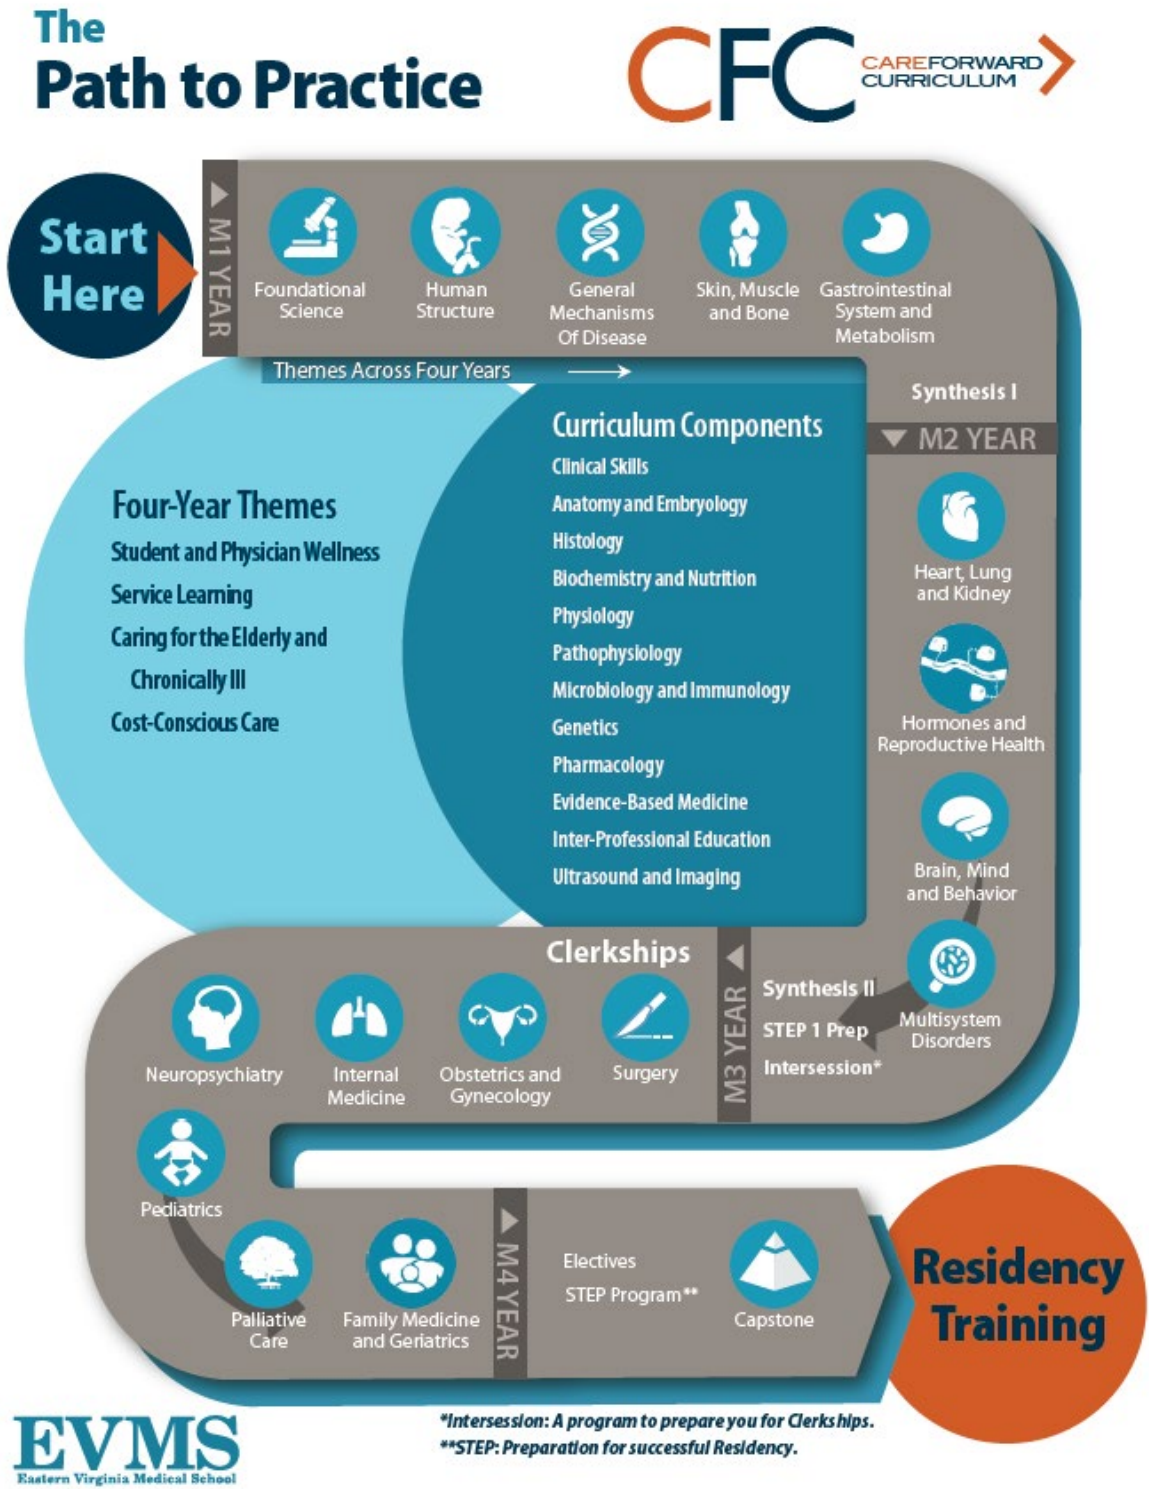 The
Path to Practice
CFC
CAREFORWARD
CURRICULUM
Start
Here
M1 YEAR
Foundational
Science
Human
Structure
General
Mechanisms
Of Disease
Skin, Muscle
and Bone
Gastrointestinal
System and
Metabolism
Themes Across Four Years
Synthesis I
M2 YEAR
Four-Year Themes
Student and Physician Wellness
Service Learning
Caring for the Elderly and
Chronically Ill
Cost-Conscious Care
Curriculum Components
Clinical Skills
Anatomy and Embryology
Histology
Biochemistry and Nutrition
Physiology
Pathophysiology
Microbiology and Immunology
Genetics
Pharmacology
Evidence-Based Medicine
Inter-Professional Education
Ultrasound and Imaging
Heart, Lung
and Kidney
Hormones and
Reproductive Health
Brain, Mind
and Behavior
Multisystem
Disorders
Synthesis II
STEP 1 Prep
Intersession*
M3 YEAR
Clerkships
Surgery
Obstetrics and
Gynecology
Internal
Medicine
Neuropsychiatry
Pediatrics
Palliative
Care
Family Medicine
and Geriatrics
M4 YEAR
Electives
STEP Program**
Capstone
Residency
Training
*Intersession: A program to prepare you for Clerkships.
**STEP: Preparation for successful Residency.
EVMS
Eastern Virginia Medical School